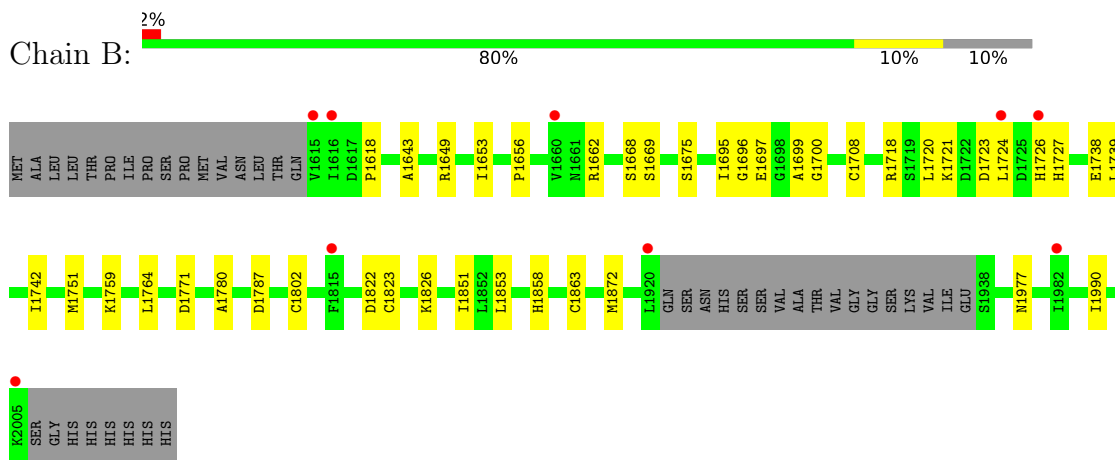 2%
Chain B:
80% 10% 10%
MET ALA LEU LEU THR PRO ILE PRO SER PRO MET VAL ASN LEU THR GLN V1615 I1616 D1617 P1618 A1643 R1649 I1653 P1656 V1660 N1661 R1662 S1668 S1669 S1675 I1695 G1696 E1697 G1698 A1699 G1700 C1708 R1718 S1719 L1720 K1721 D1722 D1723 L1724 D1725 H1726 H1727 E1738 L1739
I1742 M1751 K1759 L1764 D1771 A1780 D1787 C1802 F1815 D1822 C1823 K1826 I1851 L1852 L1853 H1858 C1863 M1872 L1920 GLN SER ASN HIS SER SER VAL ALA THR VAL GLY GLY SER LYS VAL ILE GLU S1938 N1977 I1982 I1990
K2005 SER GLY HIS HIS HIS HIS HIS HIS